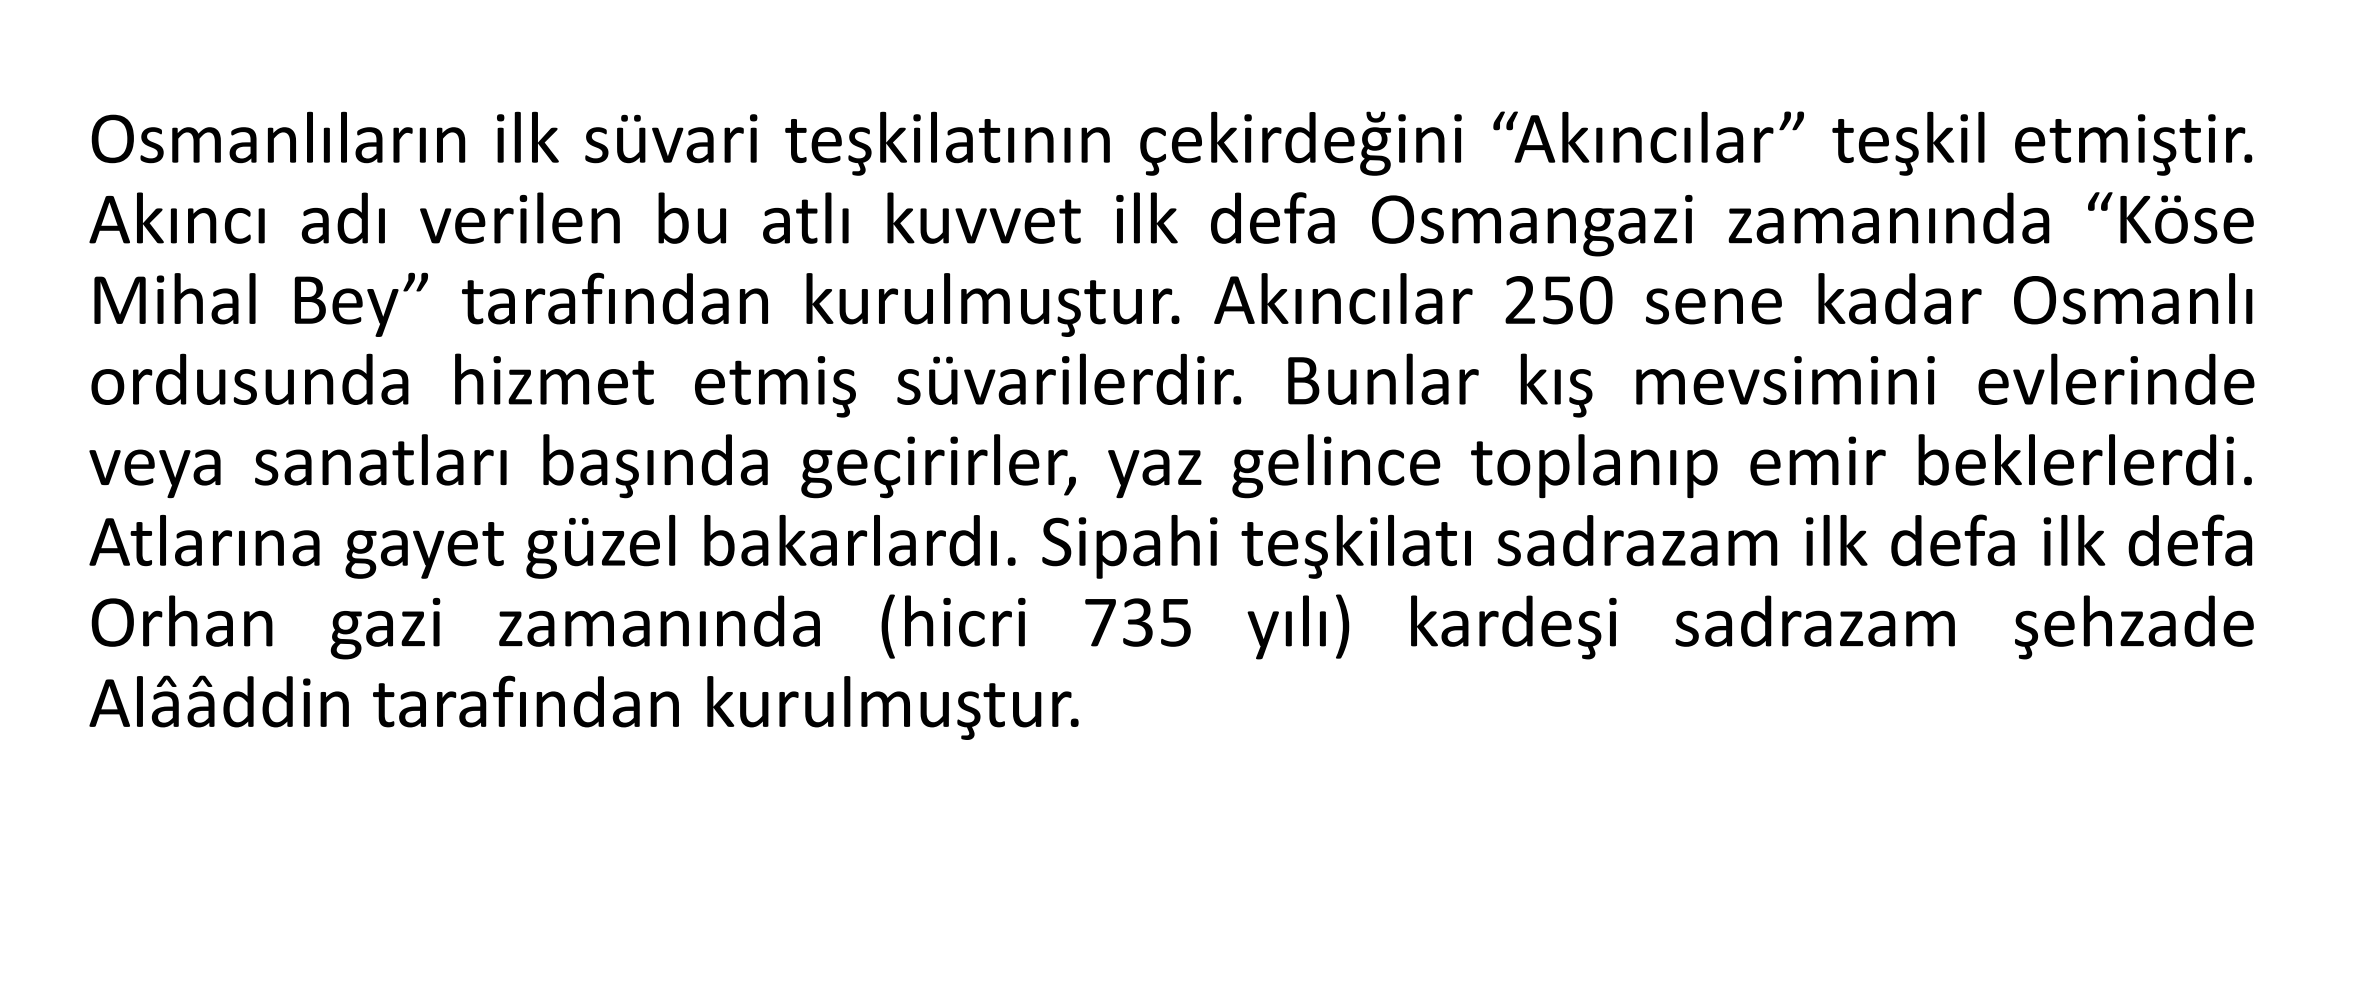 Osmanlıların ilk süvari teşkilatının çekirdeğini “Akıncılar” teşkil etmiştir.
Akıncı adı verilen bu atlı kuvvet ilk defa Osmangazi zamanında “Köse
Mihal Bey” tarafından kurulmuştur. Akıncılar 250 sene kadar Osmanlı
ordusunda hizmet etmiş süvarilerdir. Bunlar kış mevsimini evlerinde
veya sanatları başında geçirirler, yaz gelince toplanıp emir beklerlerdi.
Atlarına gayet güzel bakarlardı. Sipahi teşkilatı sadrazam ilk defa ilk defa
Orhan gazi zamanında (hicri 735 yılı) kardeşi sadrazam şehzade
Alââddin tarafından kurulmuştur.